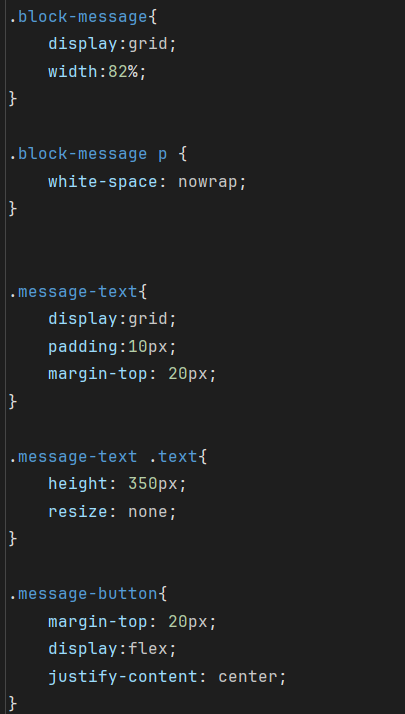 .block-message{
    display:grid;
    width:82%;
}

.block-message p {
    white-space: nowrap;
}


.message-text{
    display:grid;
    padding:10px;
    margin-top: 20px;
}

.message-text .text{
    height: 350px;
    resize: none;
}

.message-button{
    margin-top: 20px;
    display:flex;
    justify-content: center;
}